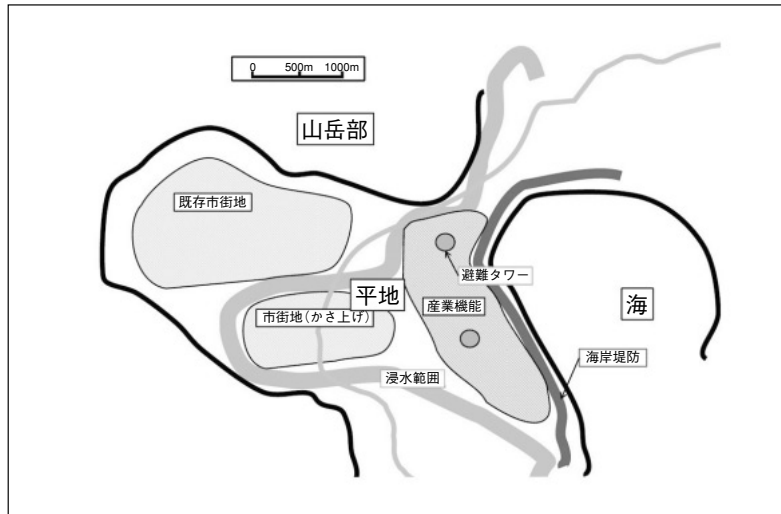 0 500m 1000m
山岳部
既存市街地
避難タワー
平地
産業機能
海
市街地(かさ上げ)
海岸堤防
浸水範囲